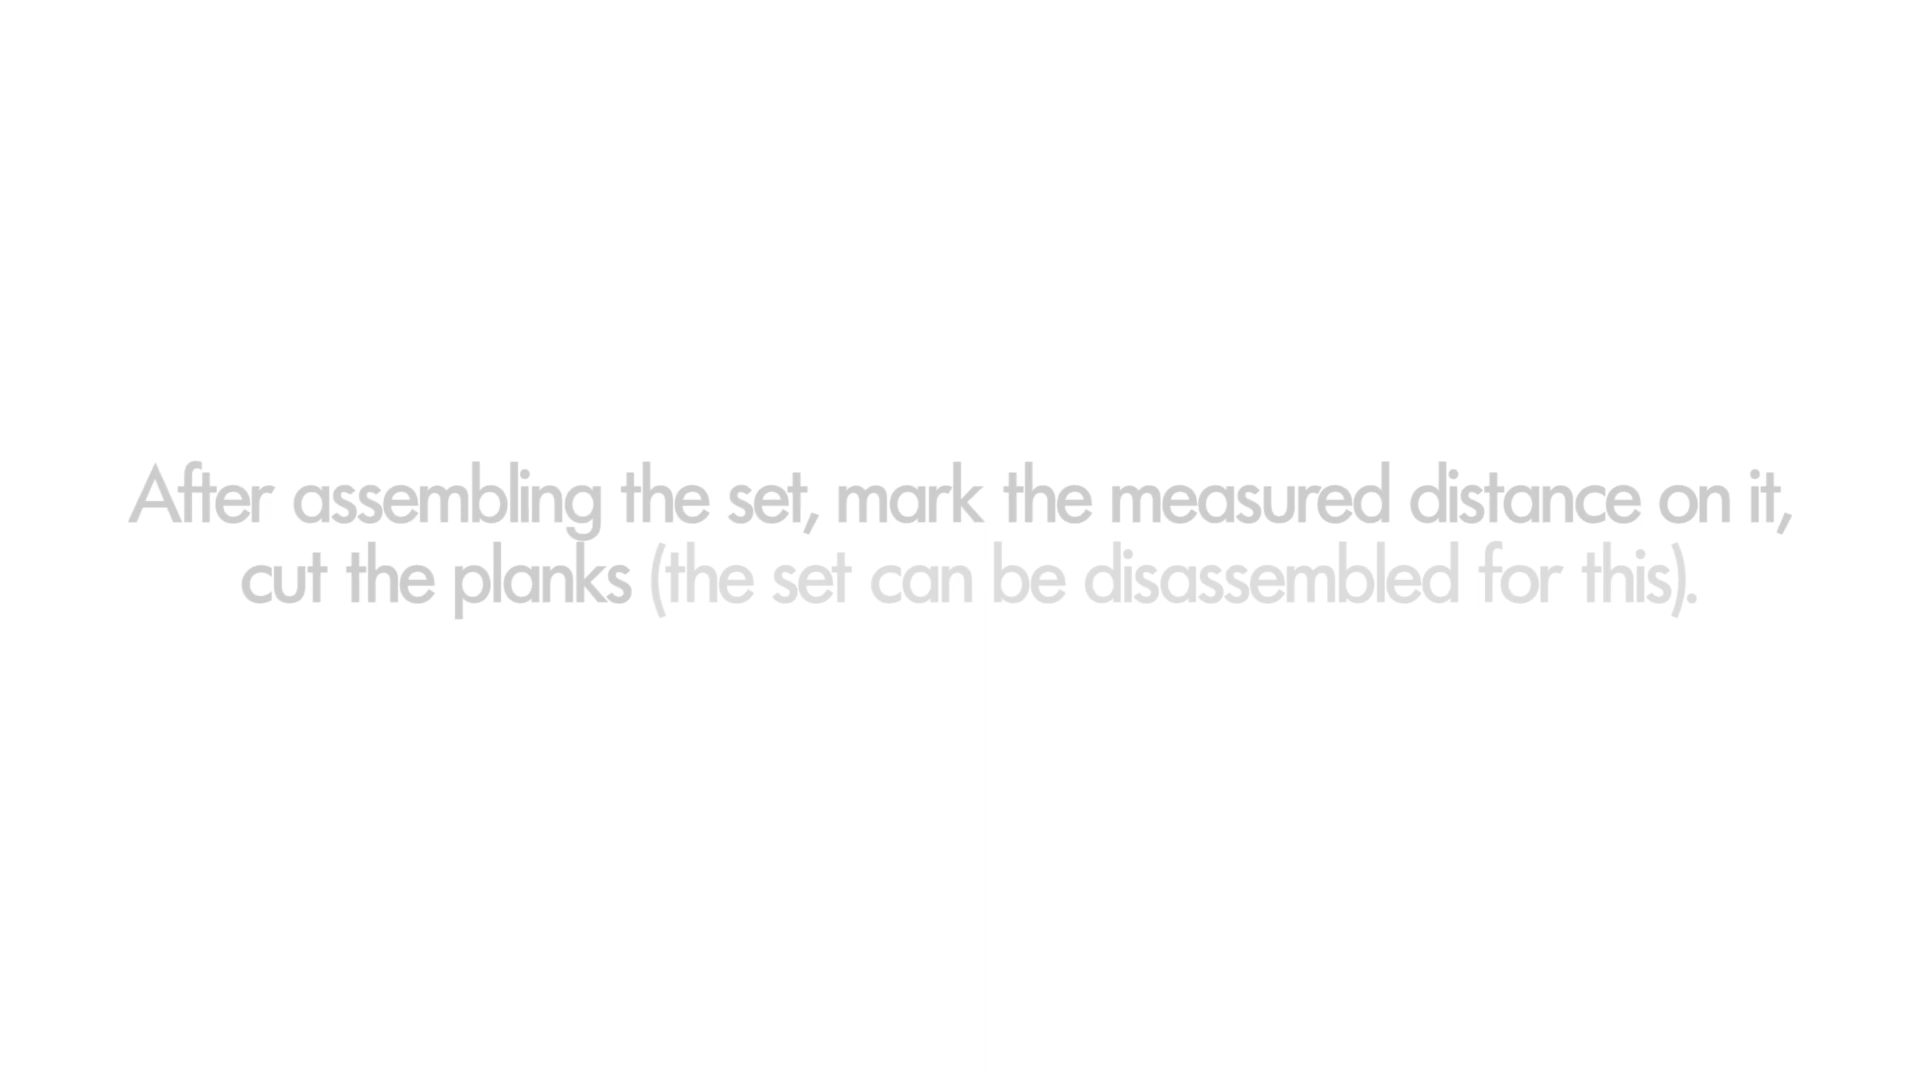 After assembling the set, mark the measured distance on it,
cut the planks (the set can be disassembled for this).